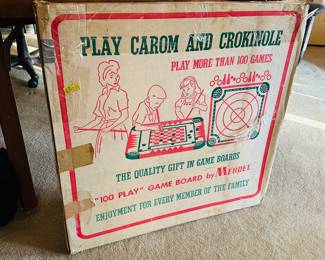 PLAY CAROM AND CROKINOLE
PLAY MORE THAN 100 GAMES
THE QUALITY GIFT IN GAME BOARDS
"100 PLAY" GAME BOARD by MERDEL
ENJOYMENT FOR EVERY MEMBER OF THE FAMILY